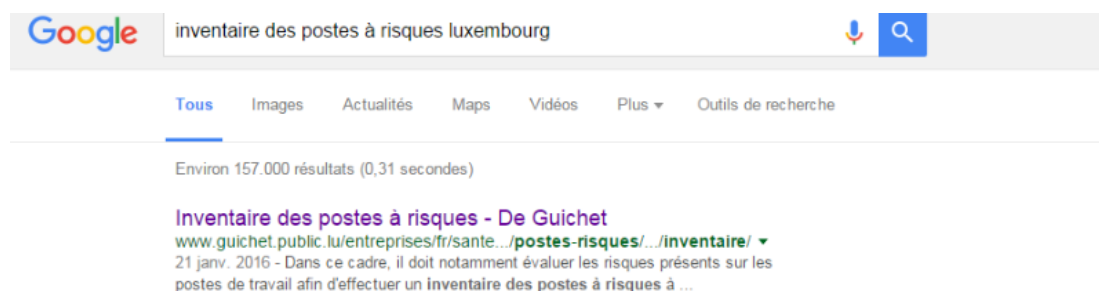 Google inventaire des postes à risques luxembourg
Tous Images Actualités Maps Vidéos Plus Outils de recherche
Environ 157.000 résultats (0,31 secondes)
Inventaire des postes à risques - De Guichet
www.guichet.public.lu/entreprises/fr/sante.../postes-risques/.../inventaire/
21 janv. 2016 - Dans ce cadre, il doit notamment évaluer les risques présents sur les
postes de travail afin d'effectuer un inventaire des postes à risques à ...